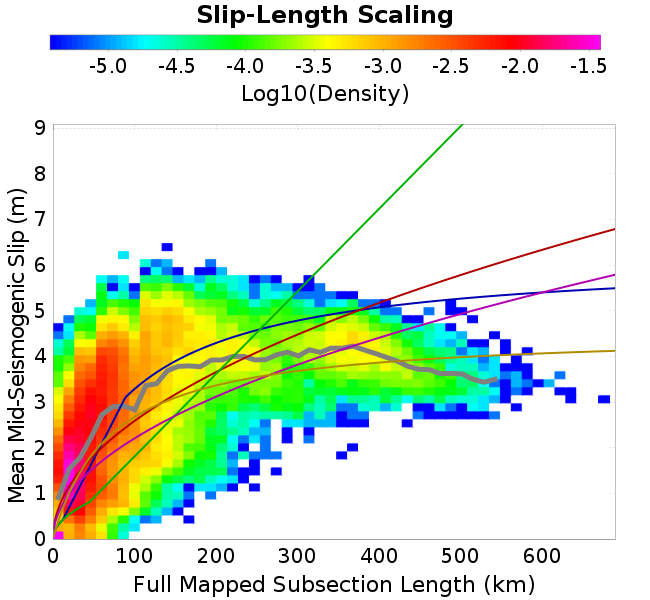 Slip-Length Scaling
-5.0 -4.5 -4.0 -3.5 -3.0 -2.5 -2.0 -1.5
Log10(Density)
9
8
7
6
5
4
3
2
1
0
Mean Mid-Seismogenic Slip (m)
0 100 200 300 400 500 600
Full Mapped Subsection Length (km)